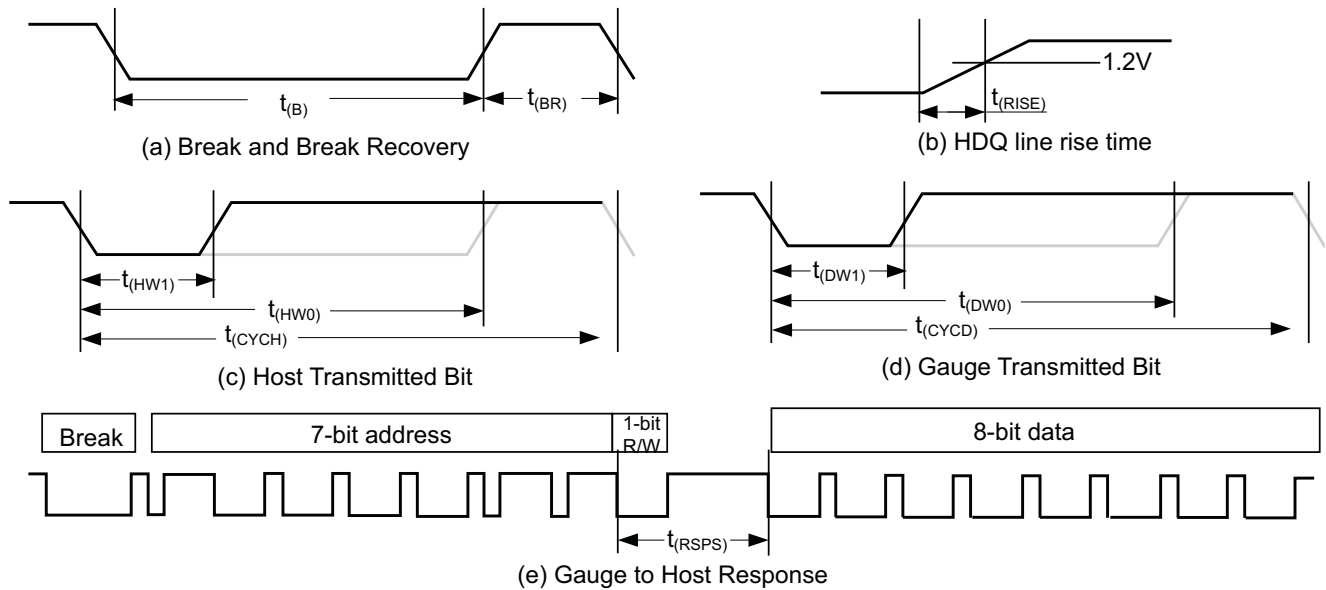 t(B)
t(BR)
(a) Break and Break Recovery
1.2V
t(RISE)
(b) HDQ line rise time
t(HW1)
t(HW0)
t(CYCH)
(c) Host Transmitted Bit
t(DW1)
t(DW0)
t(CYCD)
(d) Gauge Transmitted Bit
Break
7-bit address
1-bit
R/W
8-bit data
t(RSPS)
(e) Gauge to Host Response